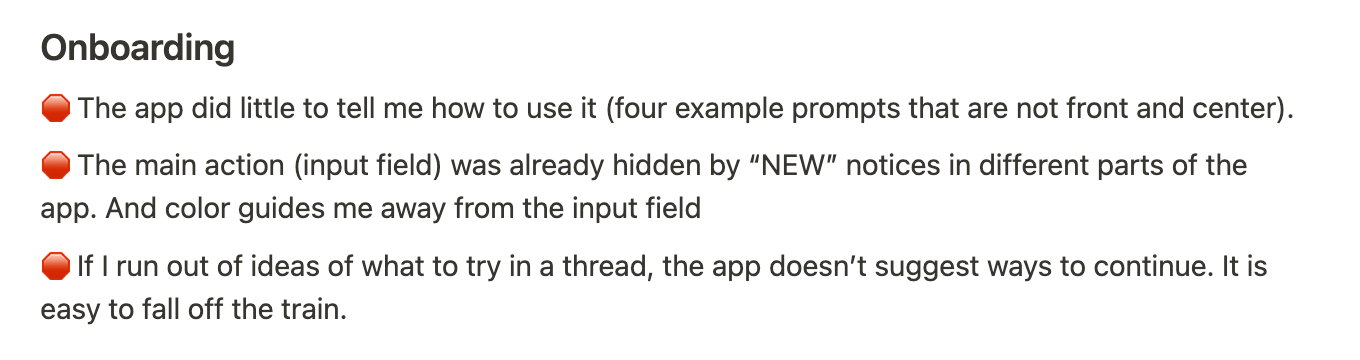 Onboarding
🛑 The app did little to tell me how to use it (four example prompts that are not front and center).
🛑 The main action (input field) was already hidden by “NEW” notices in different parts of the
app. And color guides me away from the input field
🛑 If I run out of ideas of what to try in a thread, the app doesn’t suggest ways to continue. It is
easy to fall off the train.